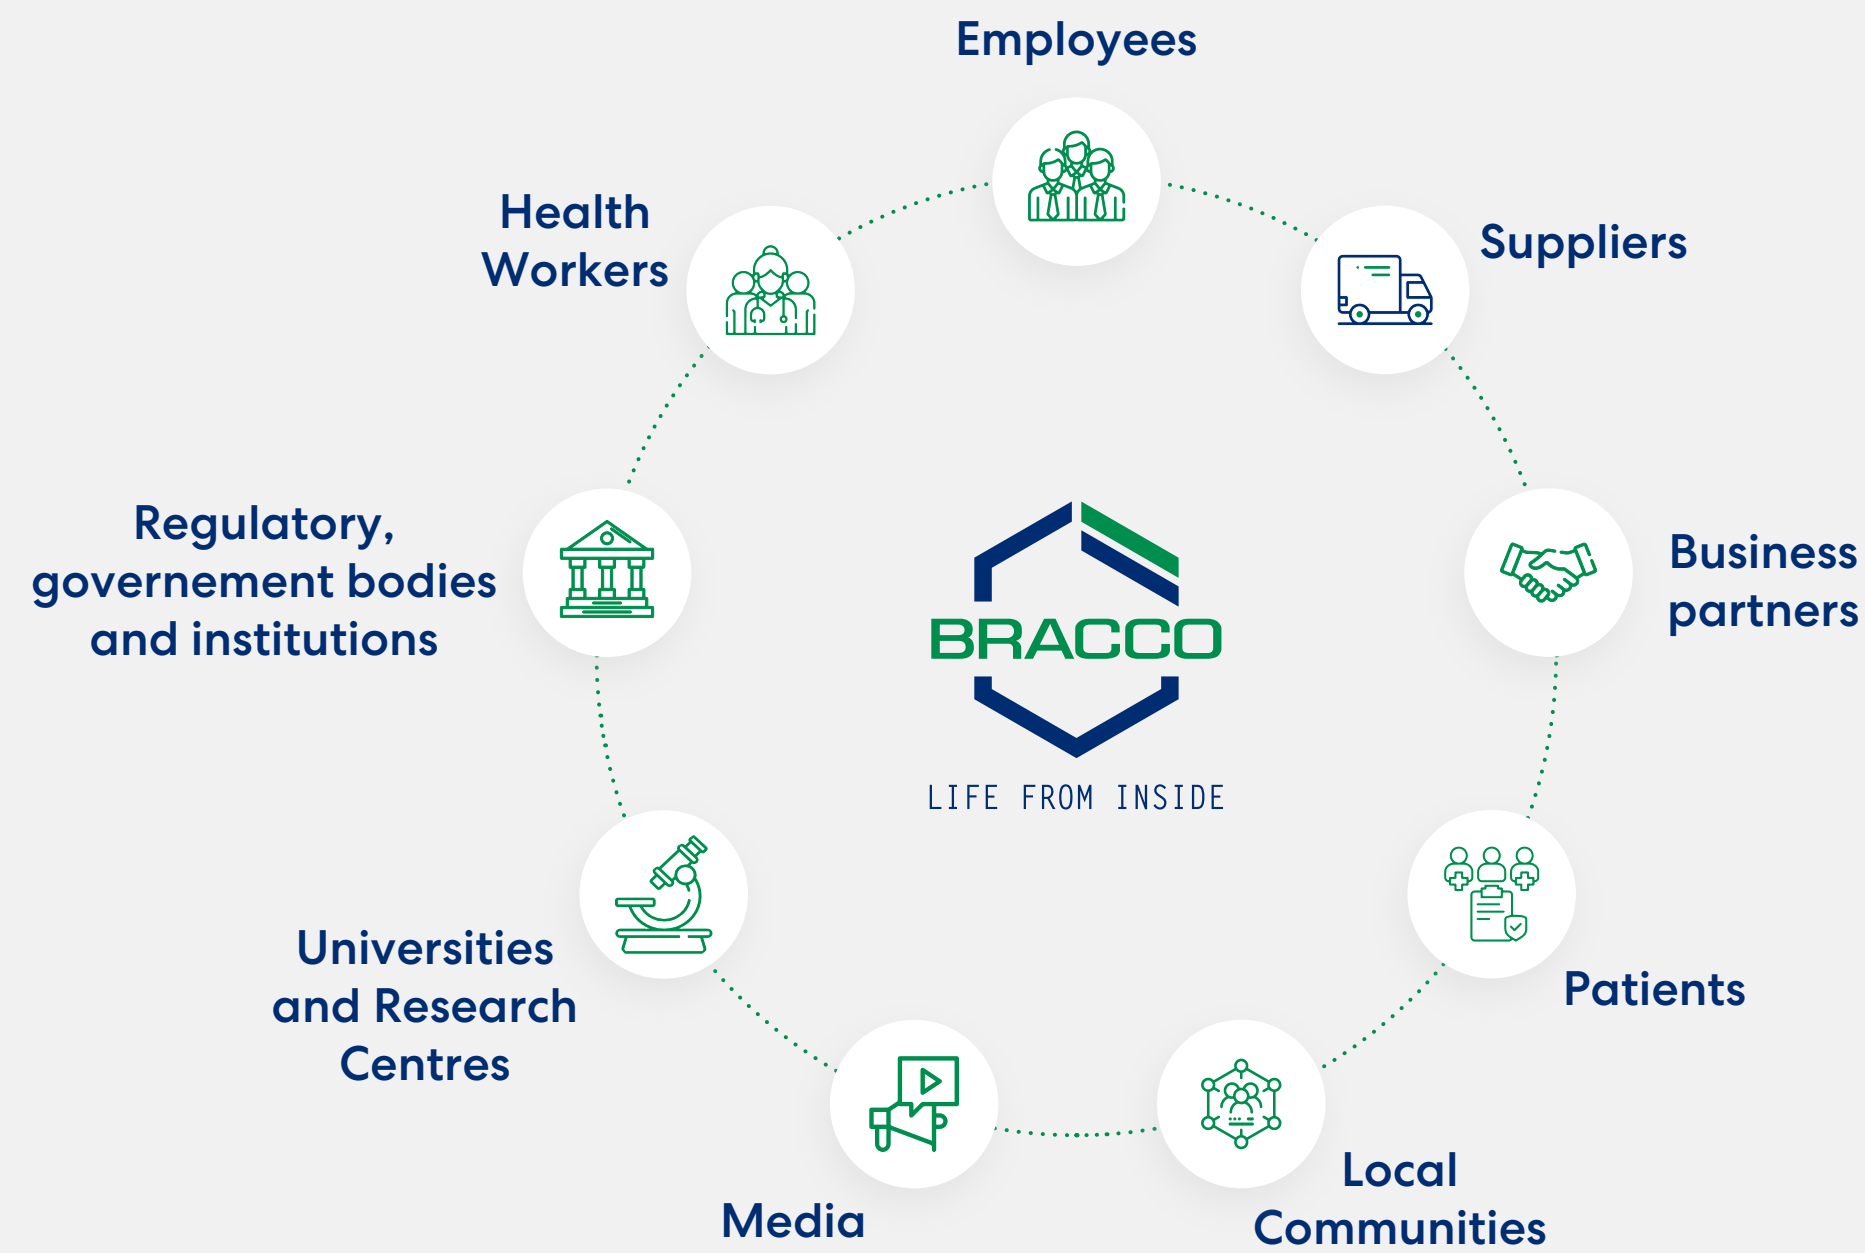 Employees
Suppliers
Business
partners
Patients
Local
Communities
Media
Universities
and Research
Centres
Regulatory,
governement bodies
and institutions
Health
Workers
BRACCO
LIFE FROM INSIDE